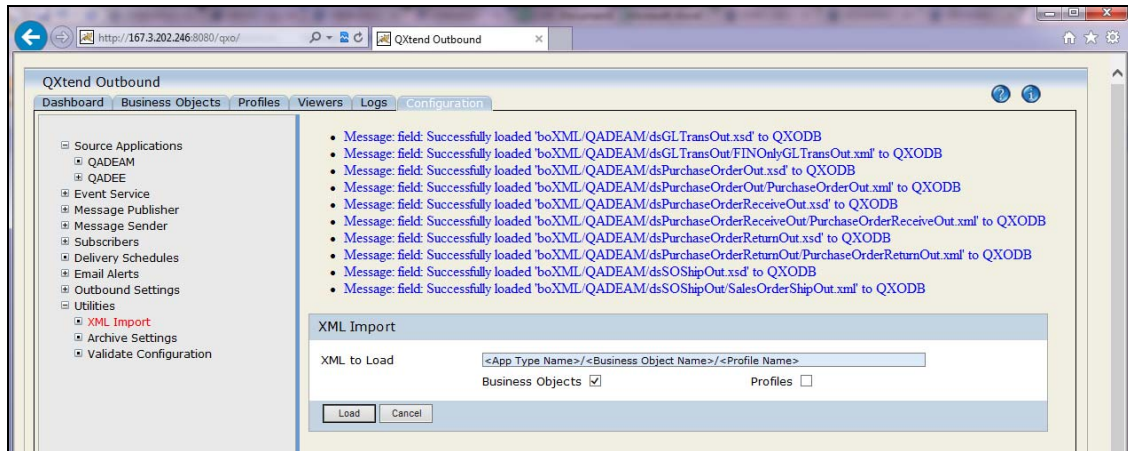 http://167.3.202.246:8080/qxo/
QXtend Outbound
QXtend Outbound
Dashboard Business Objects Profiles Viewers Logs Configuration
Source Applications
QADEAM
QADEE
Event Service
Message Publisher
Message Sender
Subscribers
Delivery Schedules
Email Alerts
Outbound Settings
Utilities
XML Import
Archive Settings
Validate Configuration
Message: field: Successfully loaded 'boXML/QADEAM/dsGLTransOut.xsd' to QXODB
Message: field: Successfully loaded 'boXML/QADEAM/dsGLTransOut/FINOnlyGLTransOut.xml' to QXODB
Message: field: Successfully loaded 'boXML/QADEAM/dsPurchaseOrderOut.xsd' to QXODB
Message: field: Successfully loaded 'boXML/QADEAM/dsPurchaseOrderOut/PurchaseOrderOut.xml' to QXODB
Message: field: Successfully loaded 'boXML/QADEAM/dsPurchaseOrderReceiveOut.xsd' to QXODB
Message: field: Successfully loaded 'boXML/QADEAM/dsPurchaseOrderReceiveOut/PurchaseOrderReceiveOut.xml' to QXODB
Message: field: Successfully loaded 'boXML/QADEAM/dsPurchaseOrderReturnOut.xsd' to QXODB
Message: field: Successfully loaded 'boXML/QADEAM/dsPurchaseOrderReturnOut/PurchaseOrderReturnOut.xml' to QXODB
Message: field: Successfully loaded 'boXML/QADEAM/dsSOShipOut.xsd' to QXODB
Message: field: Successfully loaded 'boXML/QADEAM/dsSOShipOut/SalesOrderShipOut.xml' to QXODB
XML Import
XML to Load <App Type Name>/<Business Object Name>/<Profile Name>
Business Objects Profiles
Load Cancel